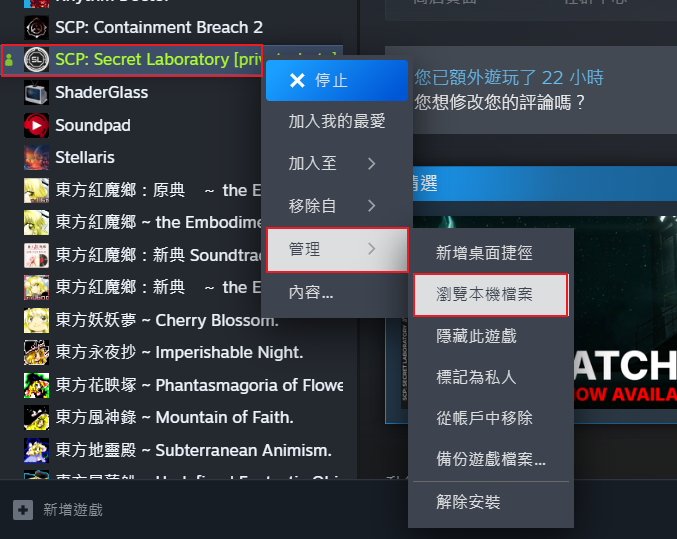 SCP: Containment Breach 2
SCP: Secret Laboratory [pri
ShaderGlass
Soundpad
Stellaris
東方紅魔鄉：原典　～ the E
東方紅魔鄉 ~ the Embodime
東方紅魔鄉：新典 Soundtra
東方紅魔鄉：新典　～ the E
東方妖妖夢 ~ Cherry Blossom.
東方永夜抄 ~ Imperishable Night.
東方花映塚 ~ Phantasmagoria of Flowe
東方風神錄 ~ Mountain of Faith.
東方地靈殿 ~ Subterranean Animism.
新增遊戲
停止
加入我的最愛
加入至
移除自
管理
內容...
新增桌面捷徑
瀏覽本機檔案
隱藏此遊戲
標記為私人
從帳戶中移除
備份遊戲檔案...
解除安裝
您已額外遊玩了 22 小時
您想修改您的評論嗎？
精選
ATCH
OW AVAILA